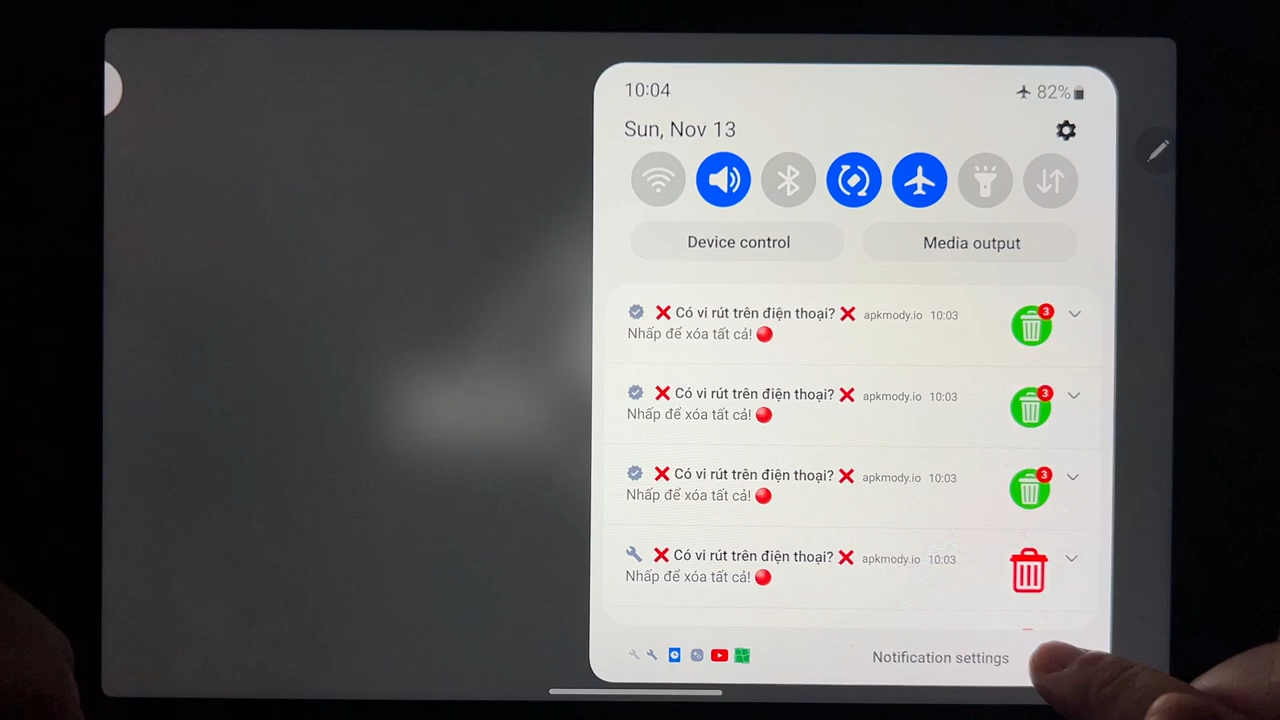 10:04
82%
Sun, Nov 13
Device control
Media output
❌ Có vi rút trên điện thoại? ❌ apkmody.io 10:03
3
Nhấp để xóa tất cả! 🔴
❌ Có vi rút trên điện thoại? ❌ apkmody.io 10:03
3
Nhấp để xóa tất cả! 🔴
❌ Có vi rút trên điện thoại? ❌ apkmody.io 10:03
3
Nhấp để xóa tất cả! 🔴
❌ Có vi rút trên điện thoại? ❌ apkmody.io 10:03
Nhấp để xóa tất cả! 🔴
Notification settings